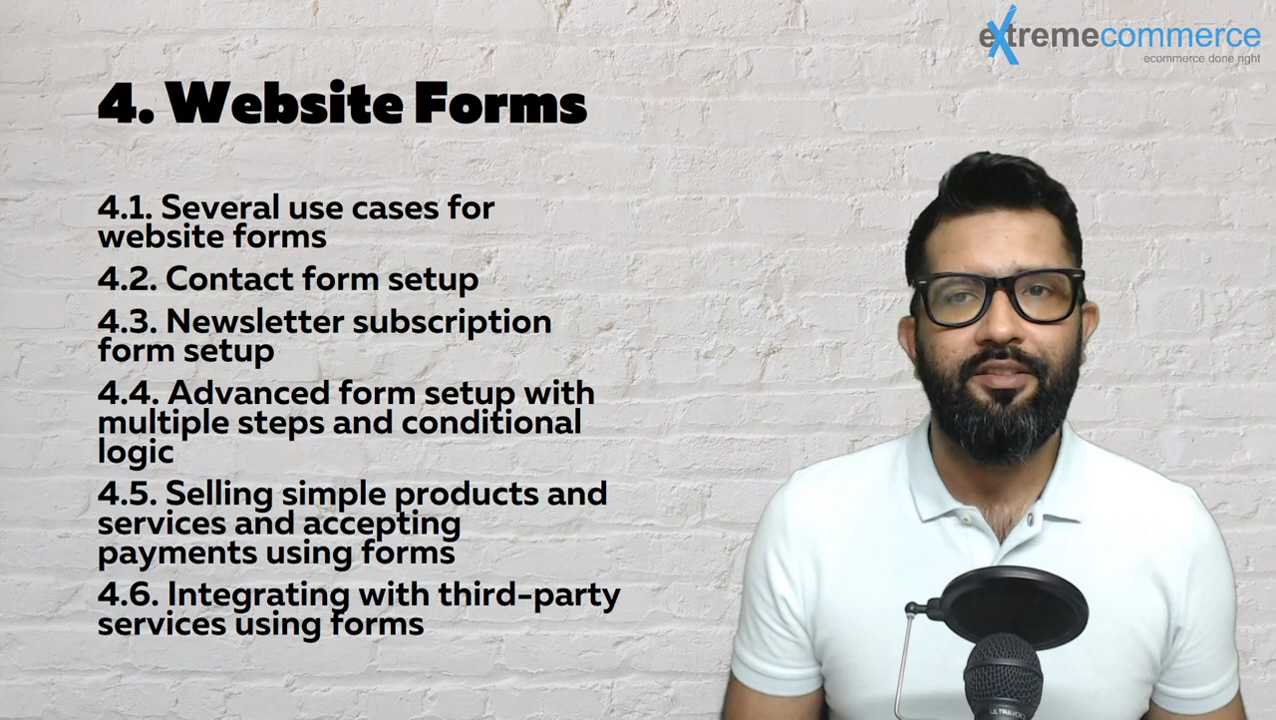 extremecommerce
ecommerce done right
4. Website Forms
4.1. Several use cases for
website forms
4.2. Contact form setup
4.3. Newsletter subscription
form setup
4.4. Advanced form setup with
multiple steps and conditional
logic
4.5. Selling simple products and
services and accepting
payments using forms
4.6. Integrating with third-party
services using forms